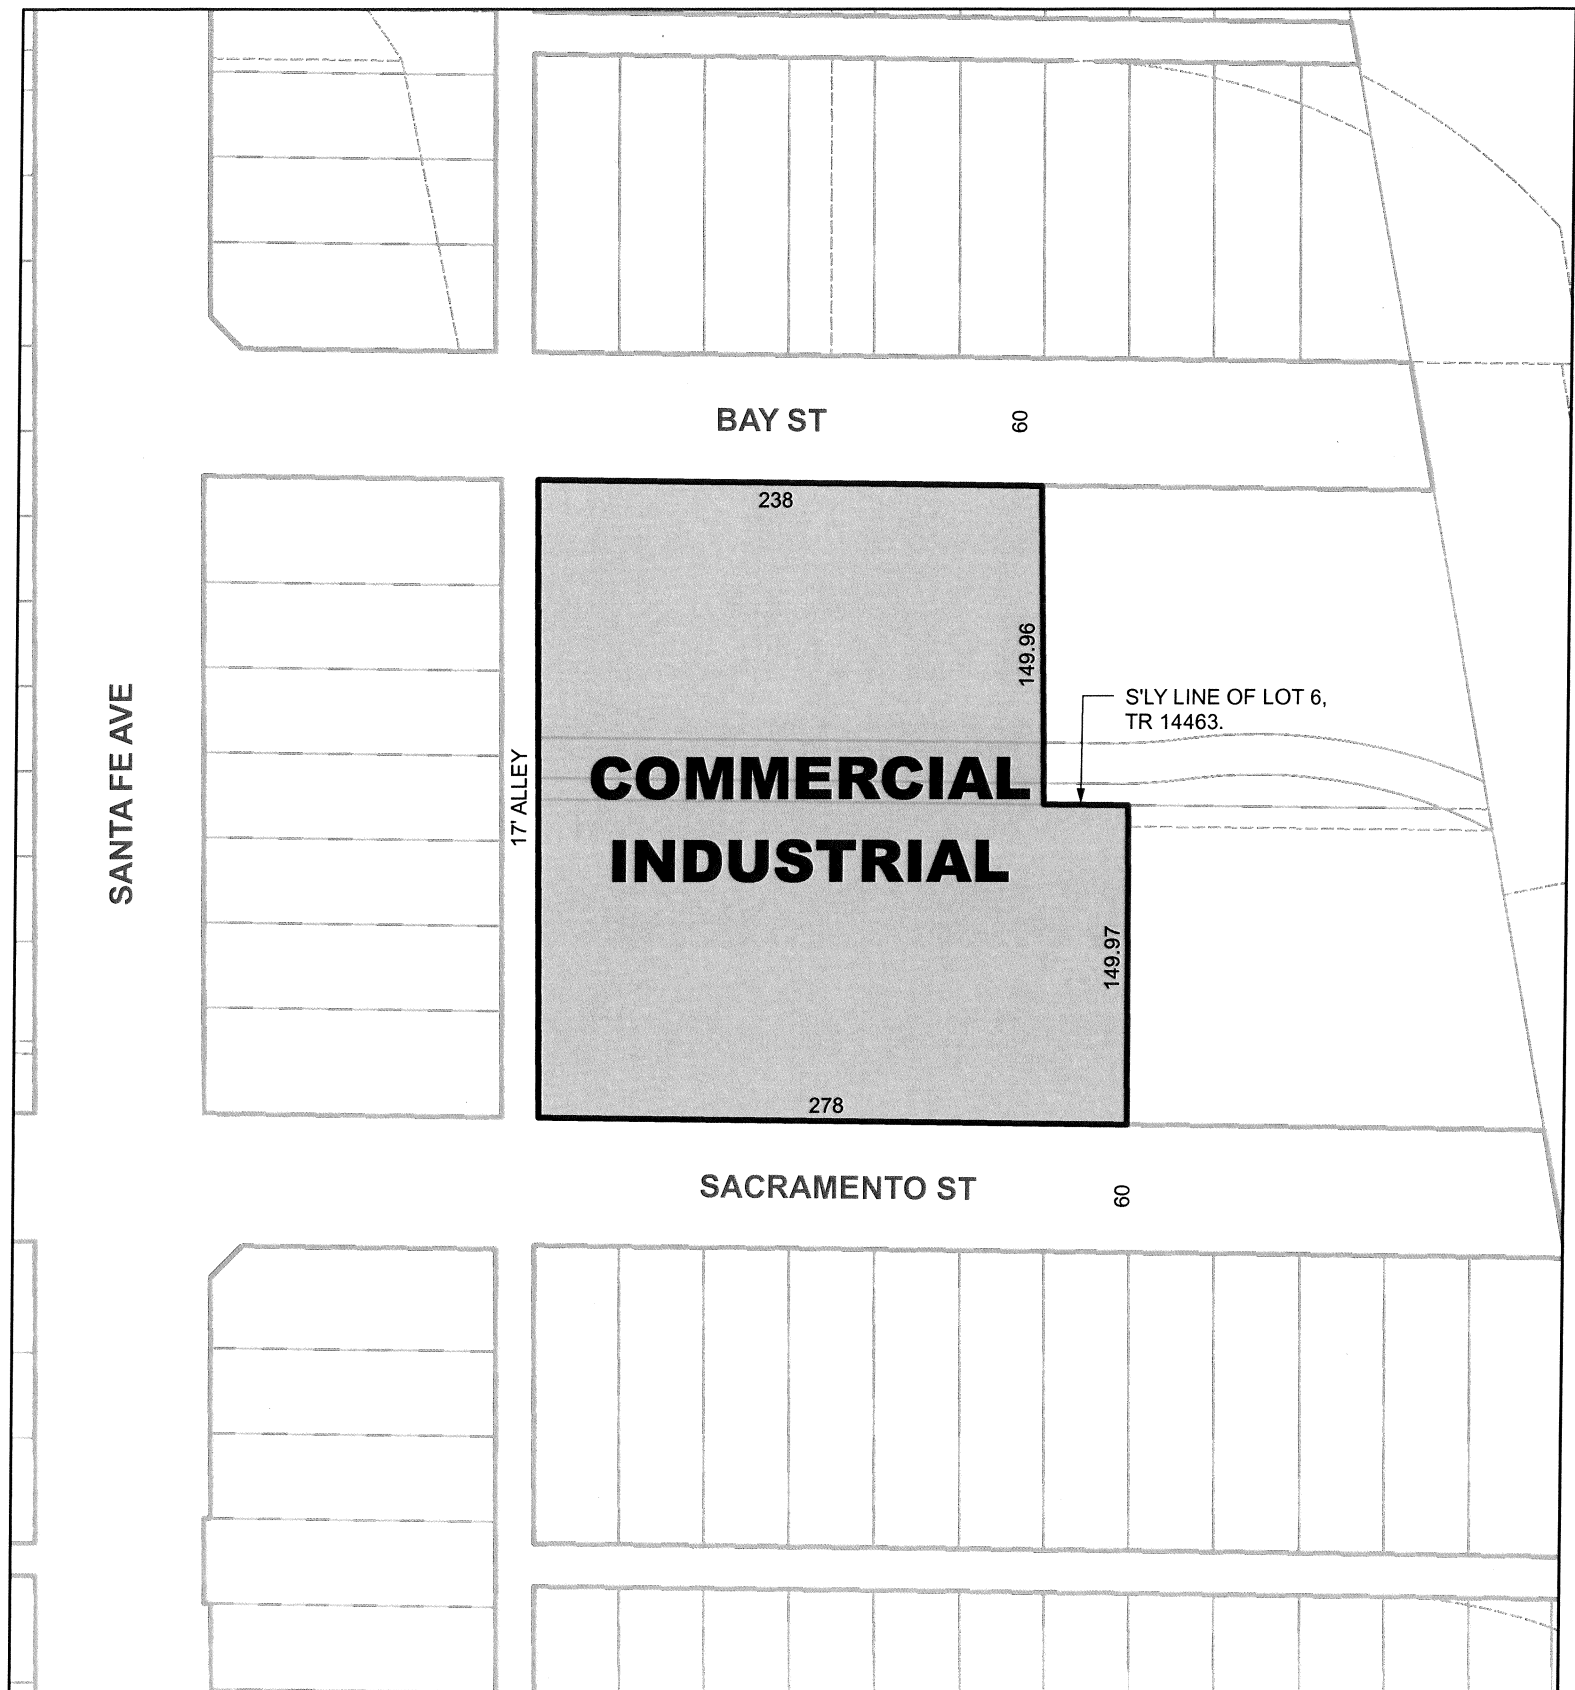 BAY ST
60
238
149.96
S'LY LINE OF LOT 6,
TR 14463.
SANTA FE AVE
17' ALLEY
COMMERCIAL
INDUSTRIAL
149.97
278
SACRAMENTO ST
60